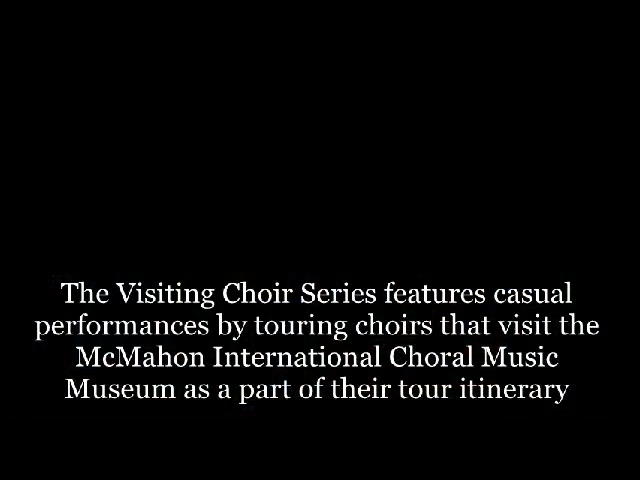 The Visiting Choir Series features casual
performances by touring choirs that visit the
McMahon International Choral Music
Museum as a part of their tour itinerary